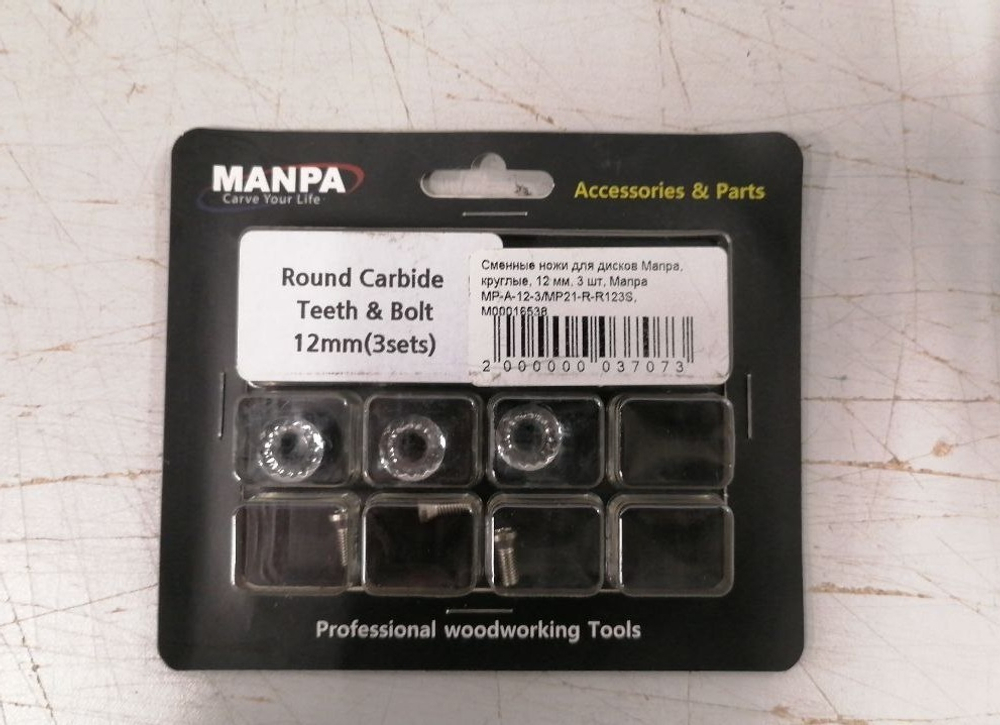 MANPA
Carve Your Life
Accessories & Parts
Round Carbide
Teeth & Bolt
12mm(3sets)
Сменные ножи для дисков Manpa,
круглые, 12 мм, 3 шт, Manpa
MP-A-12-3/MP21-R-R123S,
M00016538
2 000000 037073
Professional woodworking Tools